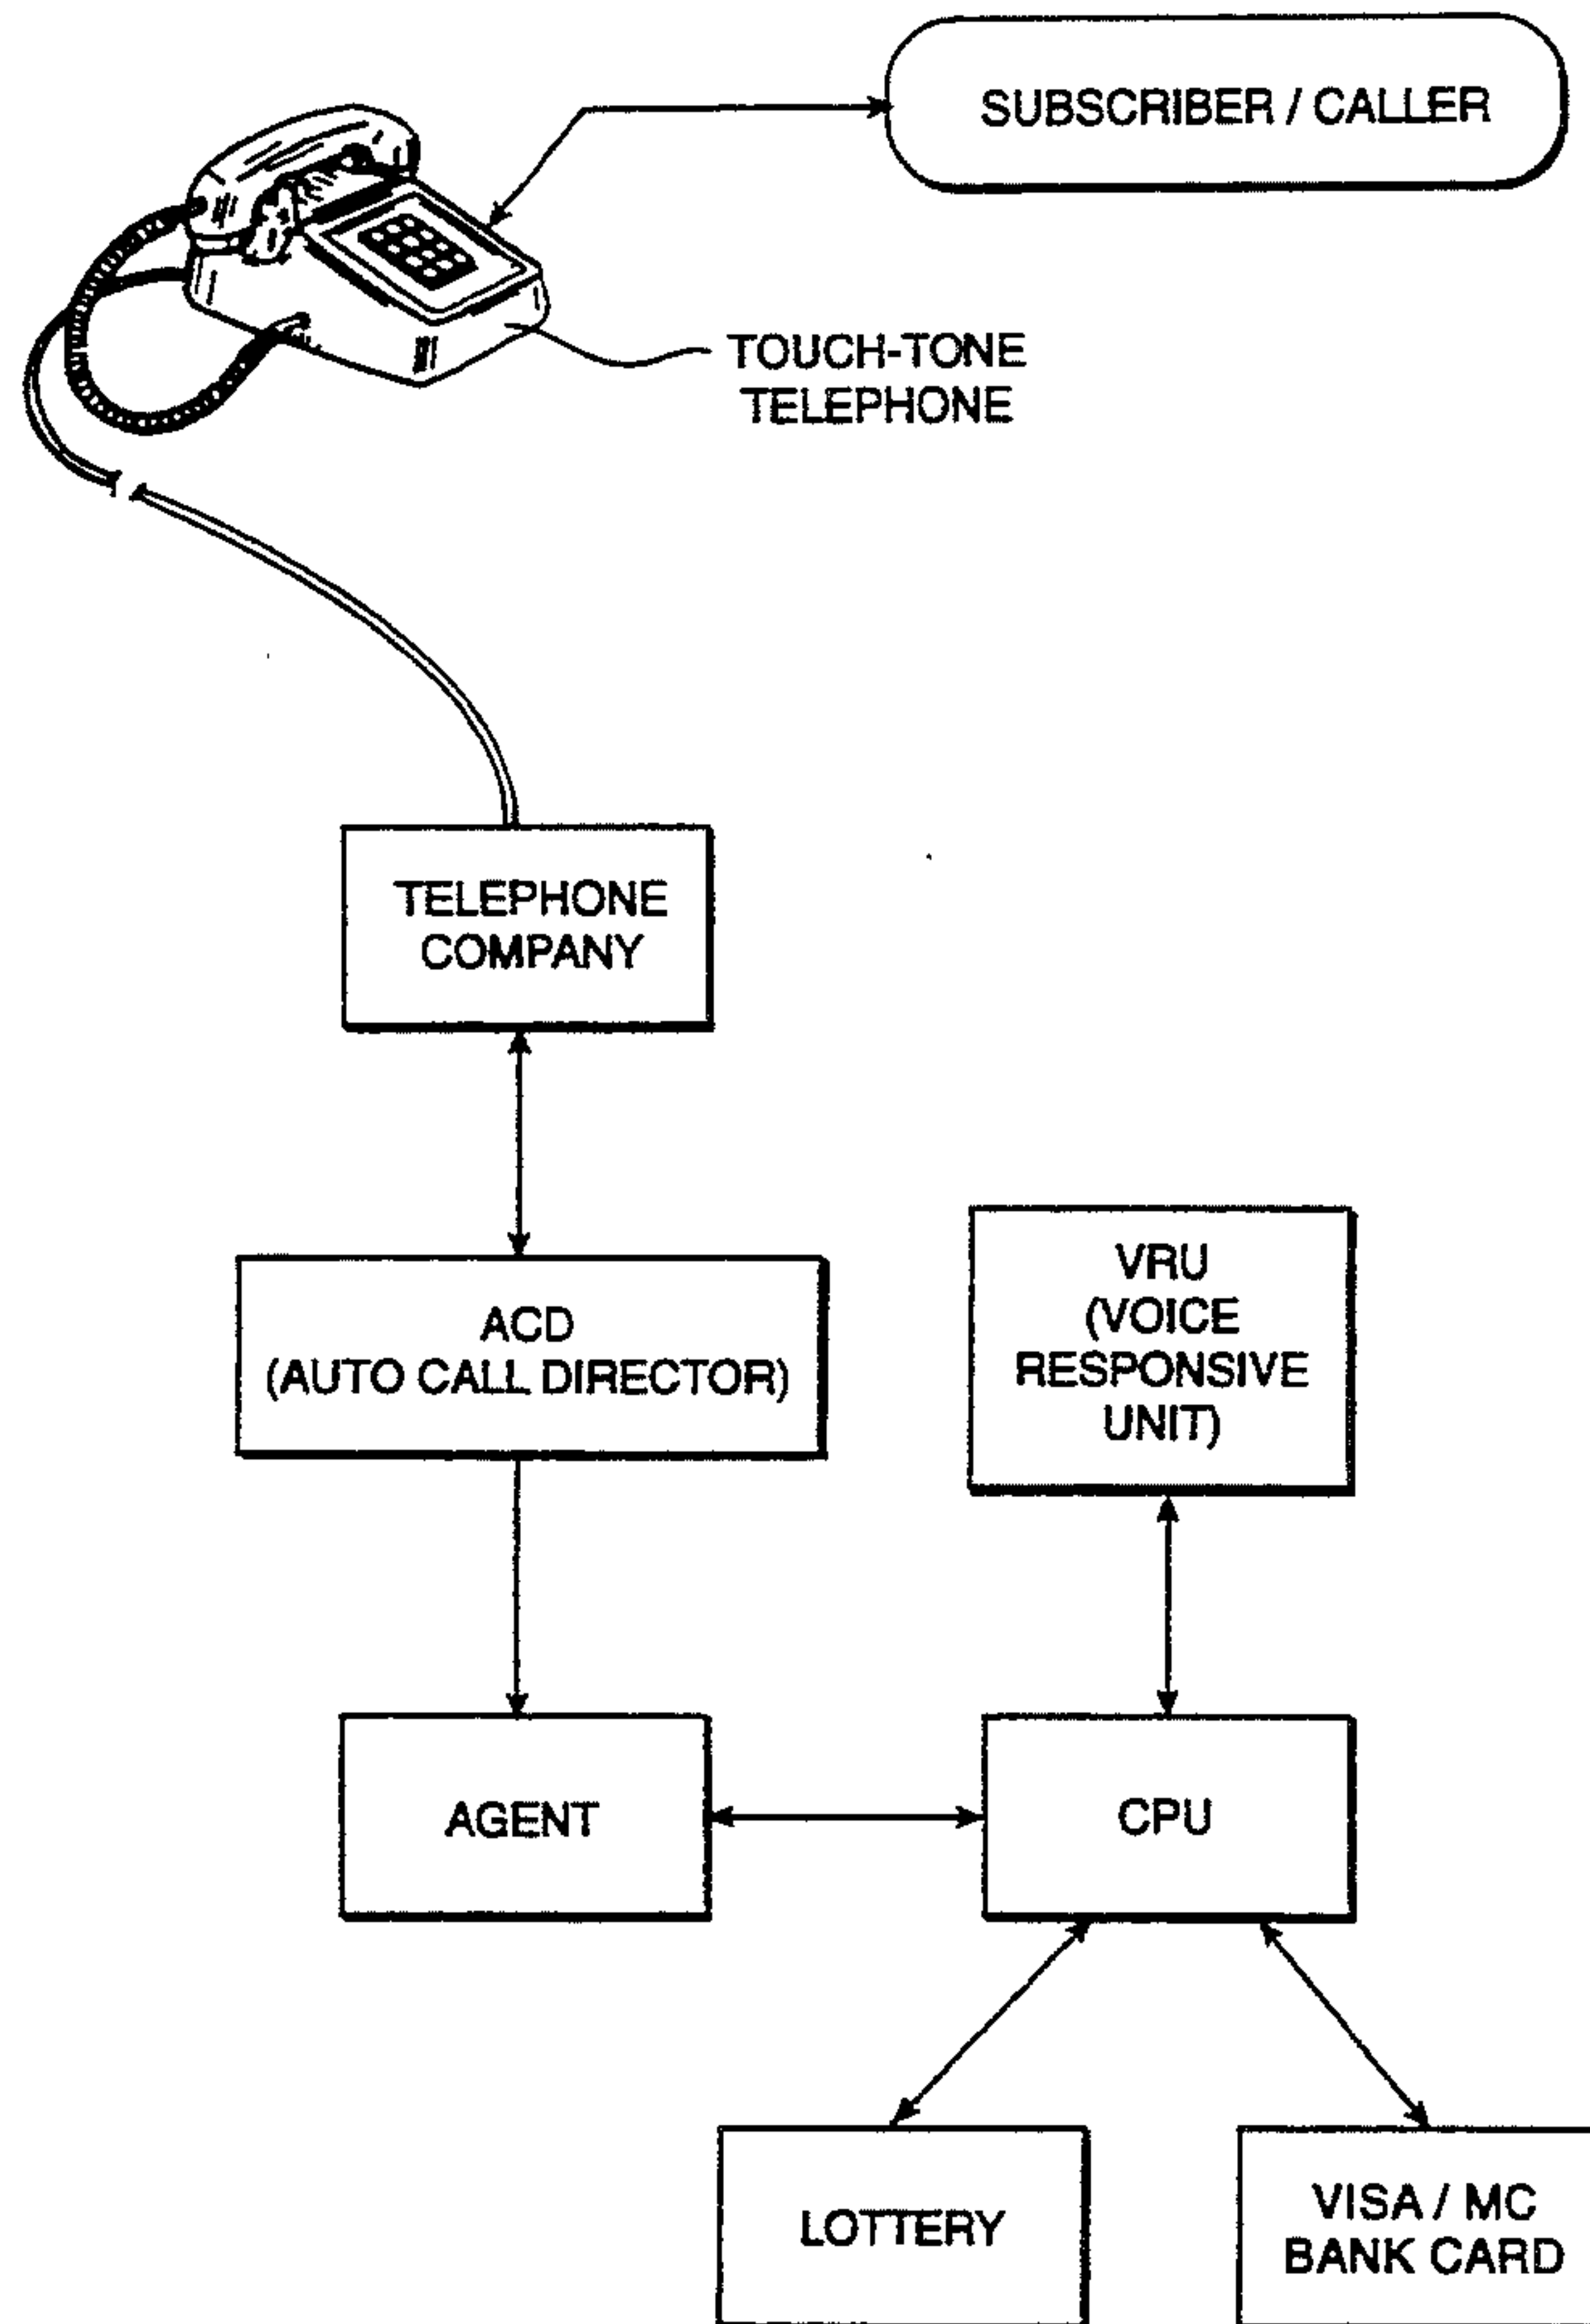 SUBSCRIBER / CALLER
TOUCH-TONE
TELEPHONE
TELEPHONE
COMPANY
ACD
(AUTO CALL DIRECTOR)
VRU
(VOICE
RESPONSIVE
UNIT)
AGENT
CPU
LOTTERY
VISA / MC
BANK CARD